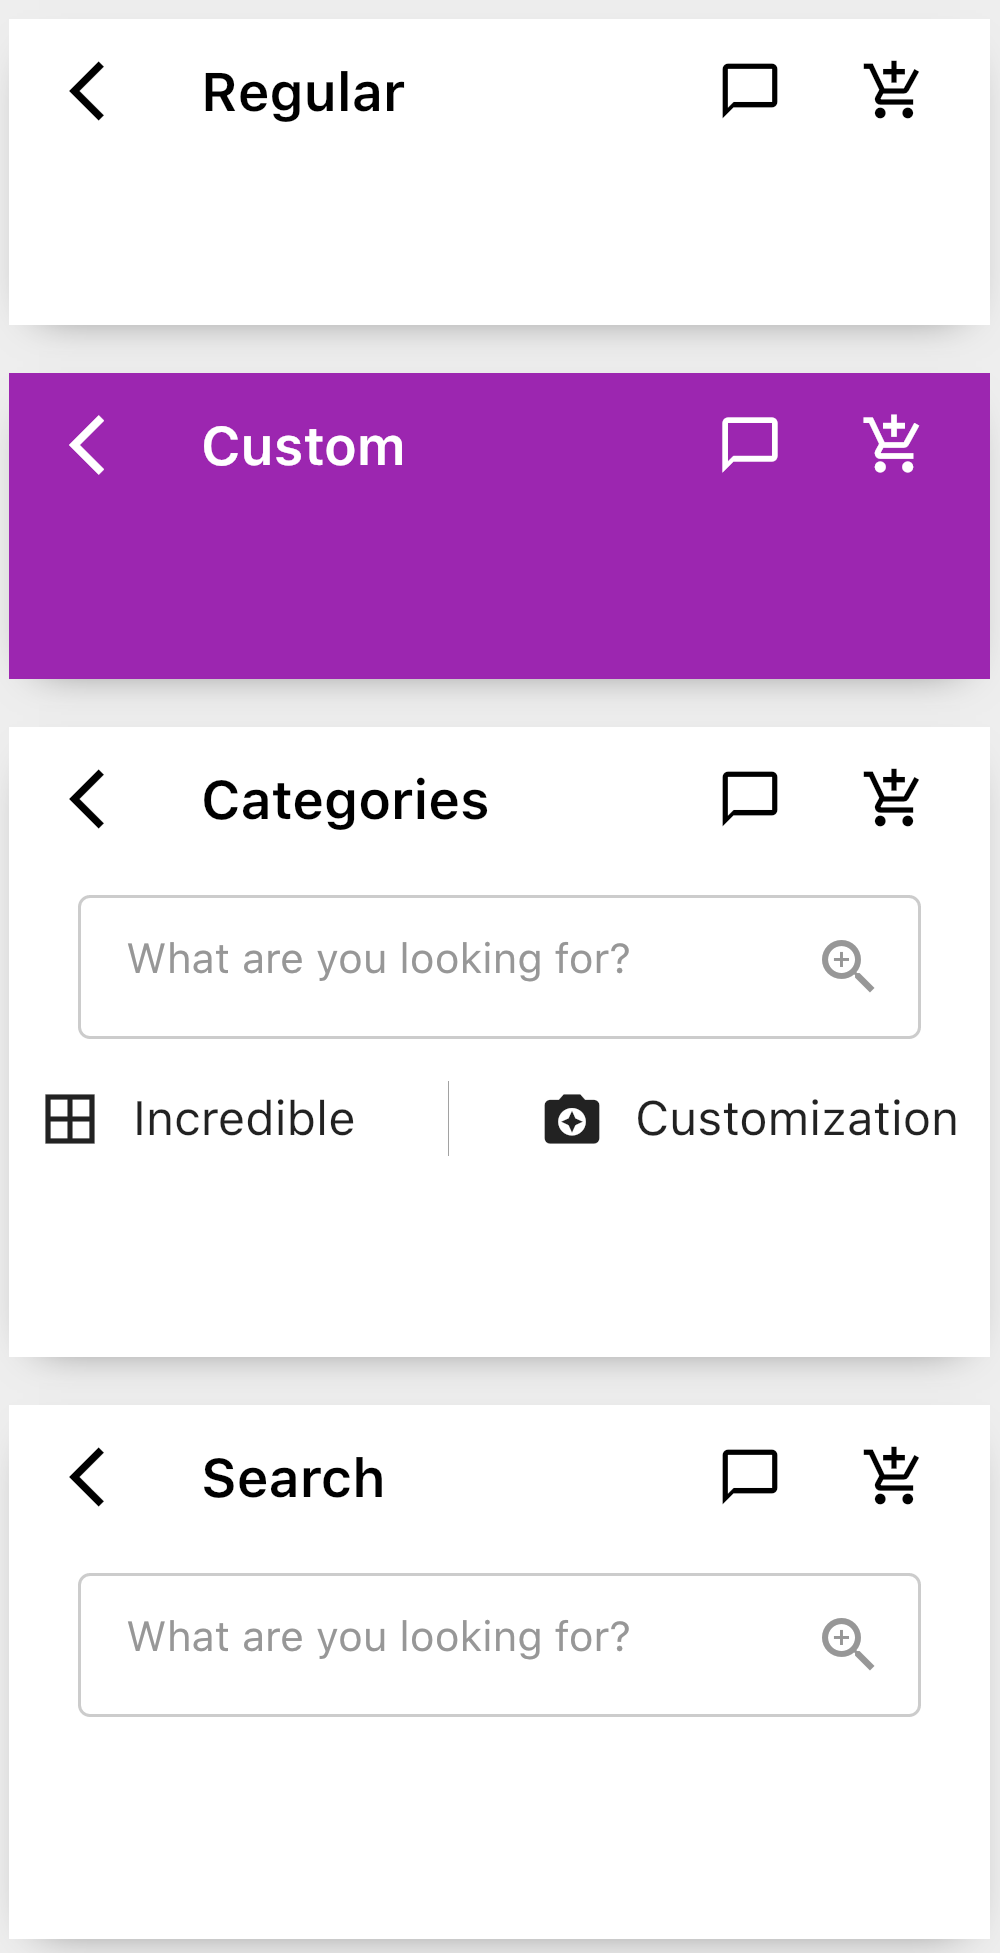 Regular
Custom
Categories
What are you looking for?
Incredible
Customization
Search
What are you looking for?